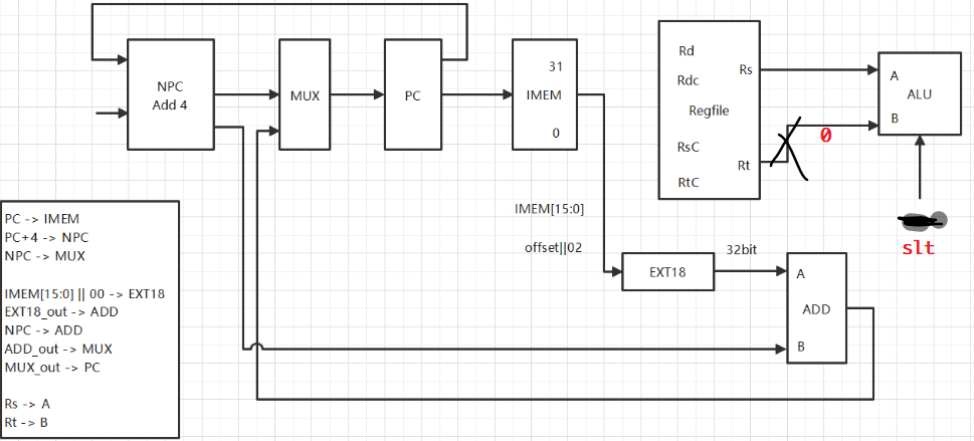 NPC
Add 4
MUX
PC
31
IMEM
0
Rd
Rdc
Regfile
RsC
RtC
Rs
Rt
A
ALU
B
0
slt
IMEM[15:0]
offset||02
EXT18
32bit
A
ADD
B
PC -> IMEM
PC+4 -> NPC
NPC -> MUX
IMEM[15:0] || 00 -> EXT18
EXT18_out -> ADD
NPC -> ADD
ADD_out -> MUX
MUX_out -> PC
Rs -> A
Rt -> B